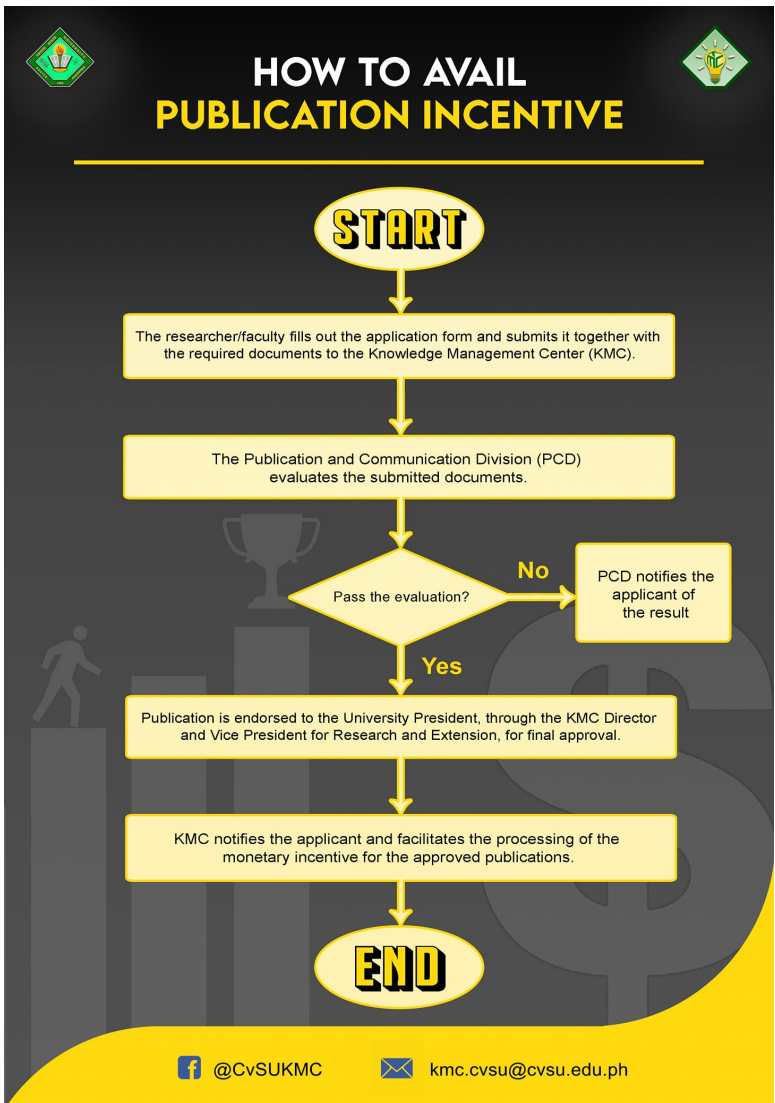 HOW TO AVAIL
PUBLICATION INCENTIVE
START
The researcher/faculty fills out the application form and submits it together with
the required documents to the Knowledge Management Center (KMC).
The Publication and Communication Division (PCD)
evaluates the submitted documents.
Pass the evaluation?
No
PCD notifies the
applicant of
the result
Yes
Publication is endorsed to the University President, through the KMC Director
and Vice President for Research and Extension, for final approval.
KMC notifies the applicant and facilitates the processing of the
monetary incentive for the approved publications.
END
@CvSUKMC
kmc.cvsu@cvsu.edu.ph